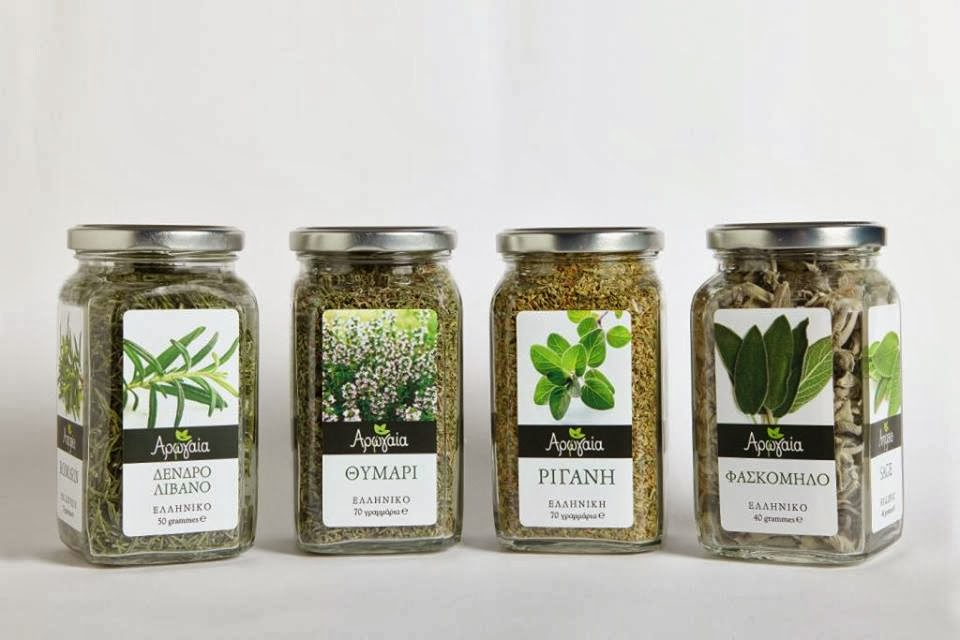 Αρωγαία
ΔΕΝΔΡΟ
ΛΙΒΑΝΟ
ΕΛΛΗΝΙΚΟ
50 grammes ℮
Αρωγαία
ΘΥΜΑΡΙ
ΕΛΛΗΝΙΚΟ
70 γραμμάρια ℮
Αρωγαία
ΡΙΓΑΝΗ
ΕΛΛΗΝΙΚΗ
70 γραμμάρια ℮
Αρωγαία
ΦΑΣΚΟΜΗΛΟ
ΕΛΛΗΝΙΚΟ
40 grammes ℮
SAGE